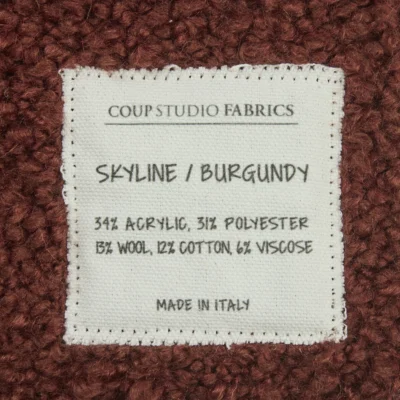 COUP STUDIO FABRICS
SKYLINE / BURGUNDY
34% ACRYLIC, 31% POLYESTER
13% WOOL, 12% COTTON, 6% VISCOSE
MADE IN ITALY